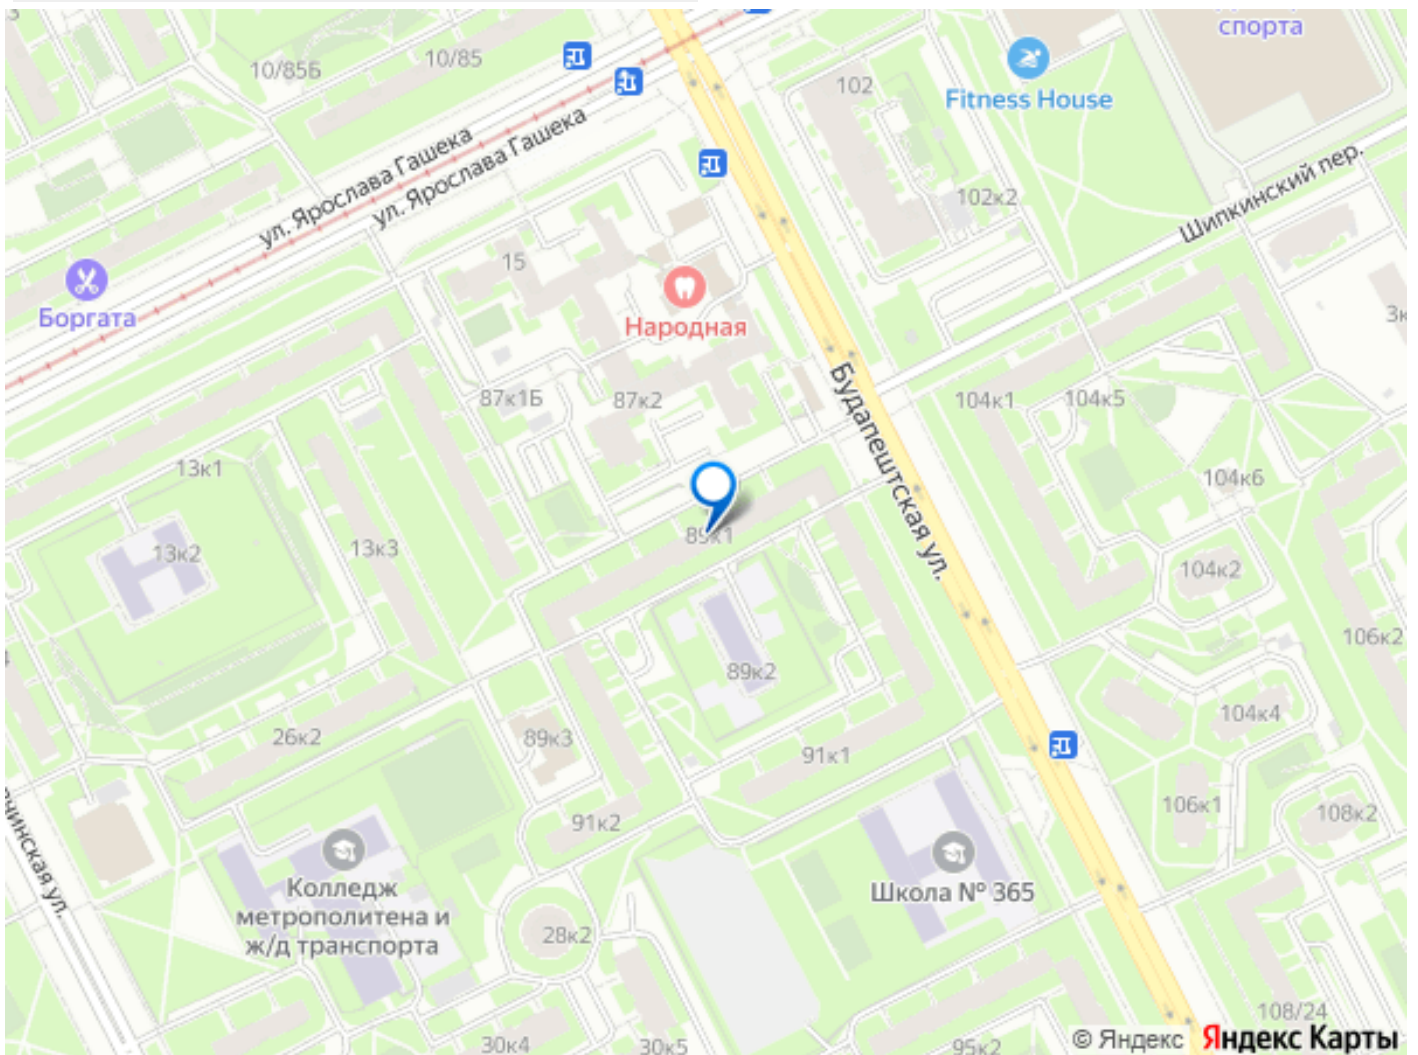 спорта
10/85Б
10/85
102
Fitness House
ул. Ярослава Гашека
ул. Ярослава Гашека
Шипкинский пер.
102к2
15
Боргата
Народная
87к1Б
87к2
Будапештская ул.
104к1
104к5
13к1
104к6
13к2
13к3
89к1
104к2
106к2
89к2
26к2
89к3
91к1
104к4
106к1
108к2
91к2
Колледж
метрополитена и
ж/д транспорта
Школа № 365
28к2
30к4
30к5
95к2
108/24
© Яндекс Яндекс Карты